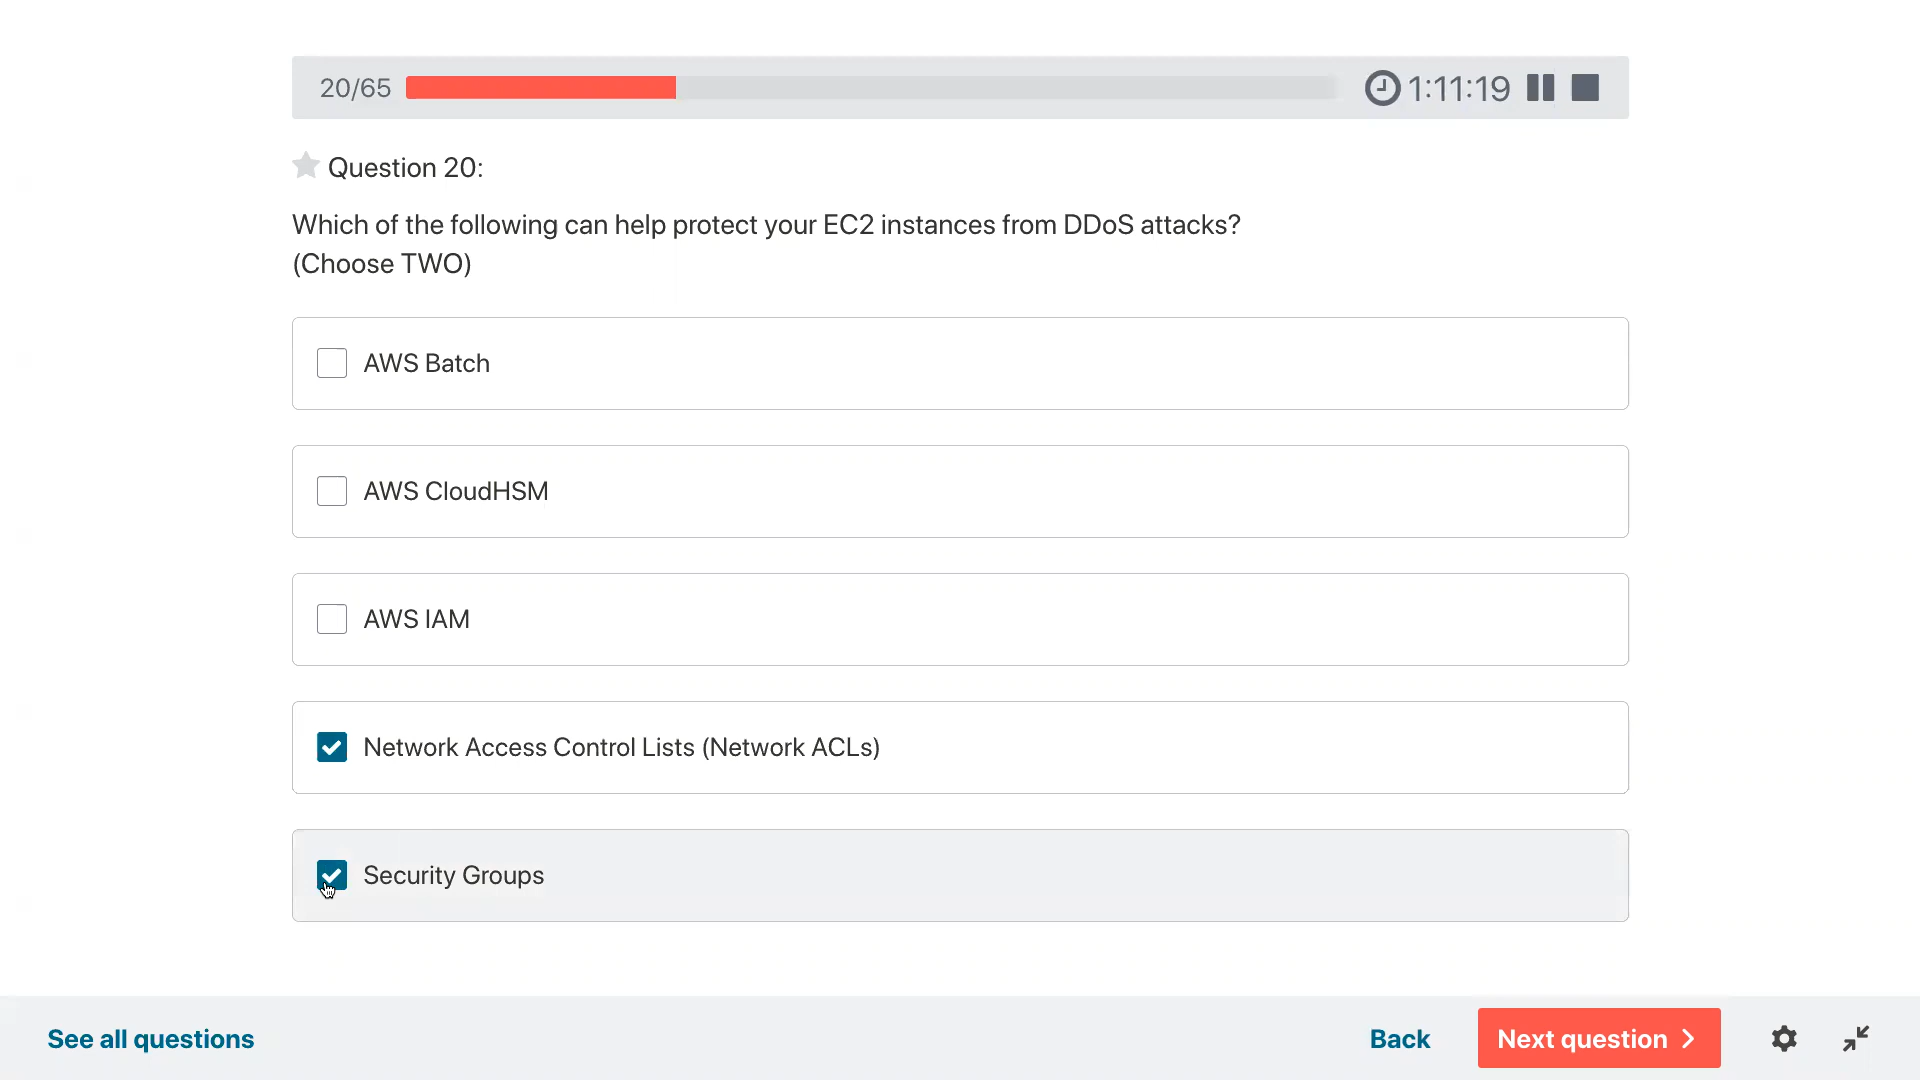 20/65
1:11:19
Question 20:
Which of the following can help protect your EC2 instances from DDoS attacks?
(Choose TWO)
AWS Batch
AWS CloudHSM
AWS IAM
Network Access Control Lists (Network ACLs)
Security Groups
See all questions
Back
Next question